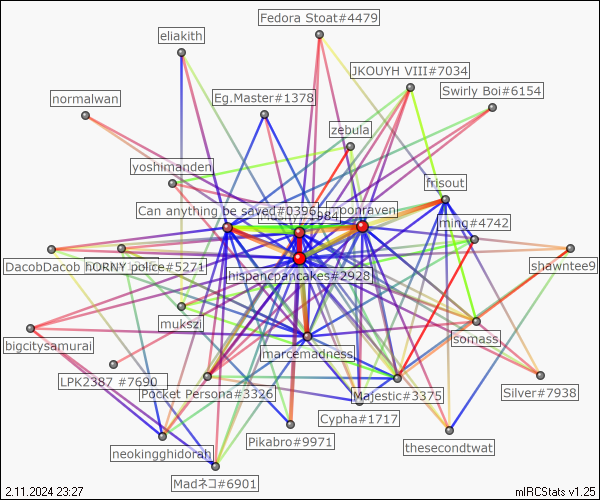 Fedora Stoat#4479
eliakith
JKOUYH VIII#7034
Swirly Boi#6154
normalwan
Eg.Master#1378
zebula
yoshimanden
frisout
Can anything be saved#0396
984
bonraven
ming#4742
DacobDacob
hORNY police#5271
hispancpancakes#2928
shawntee9
mukszi
somass
bigcitysamurai
marcemadness
LPK2387 #7690
Pocket Persona#3326
Majestic#3375
Silver#7938
Cypha#1717
Pikabro#9971
thesecondtwat
neokingghidorah
Madネコ#6901
2.11.2024 23:27
mIRCStats v1.25